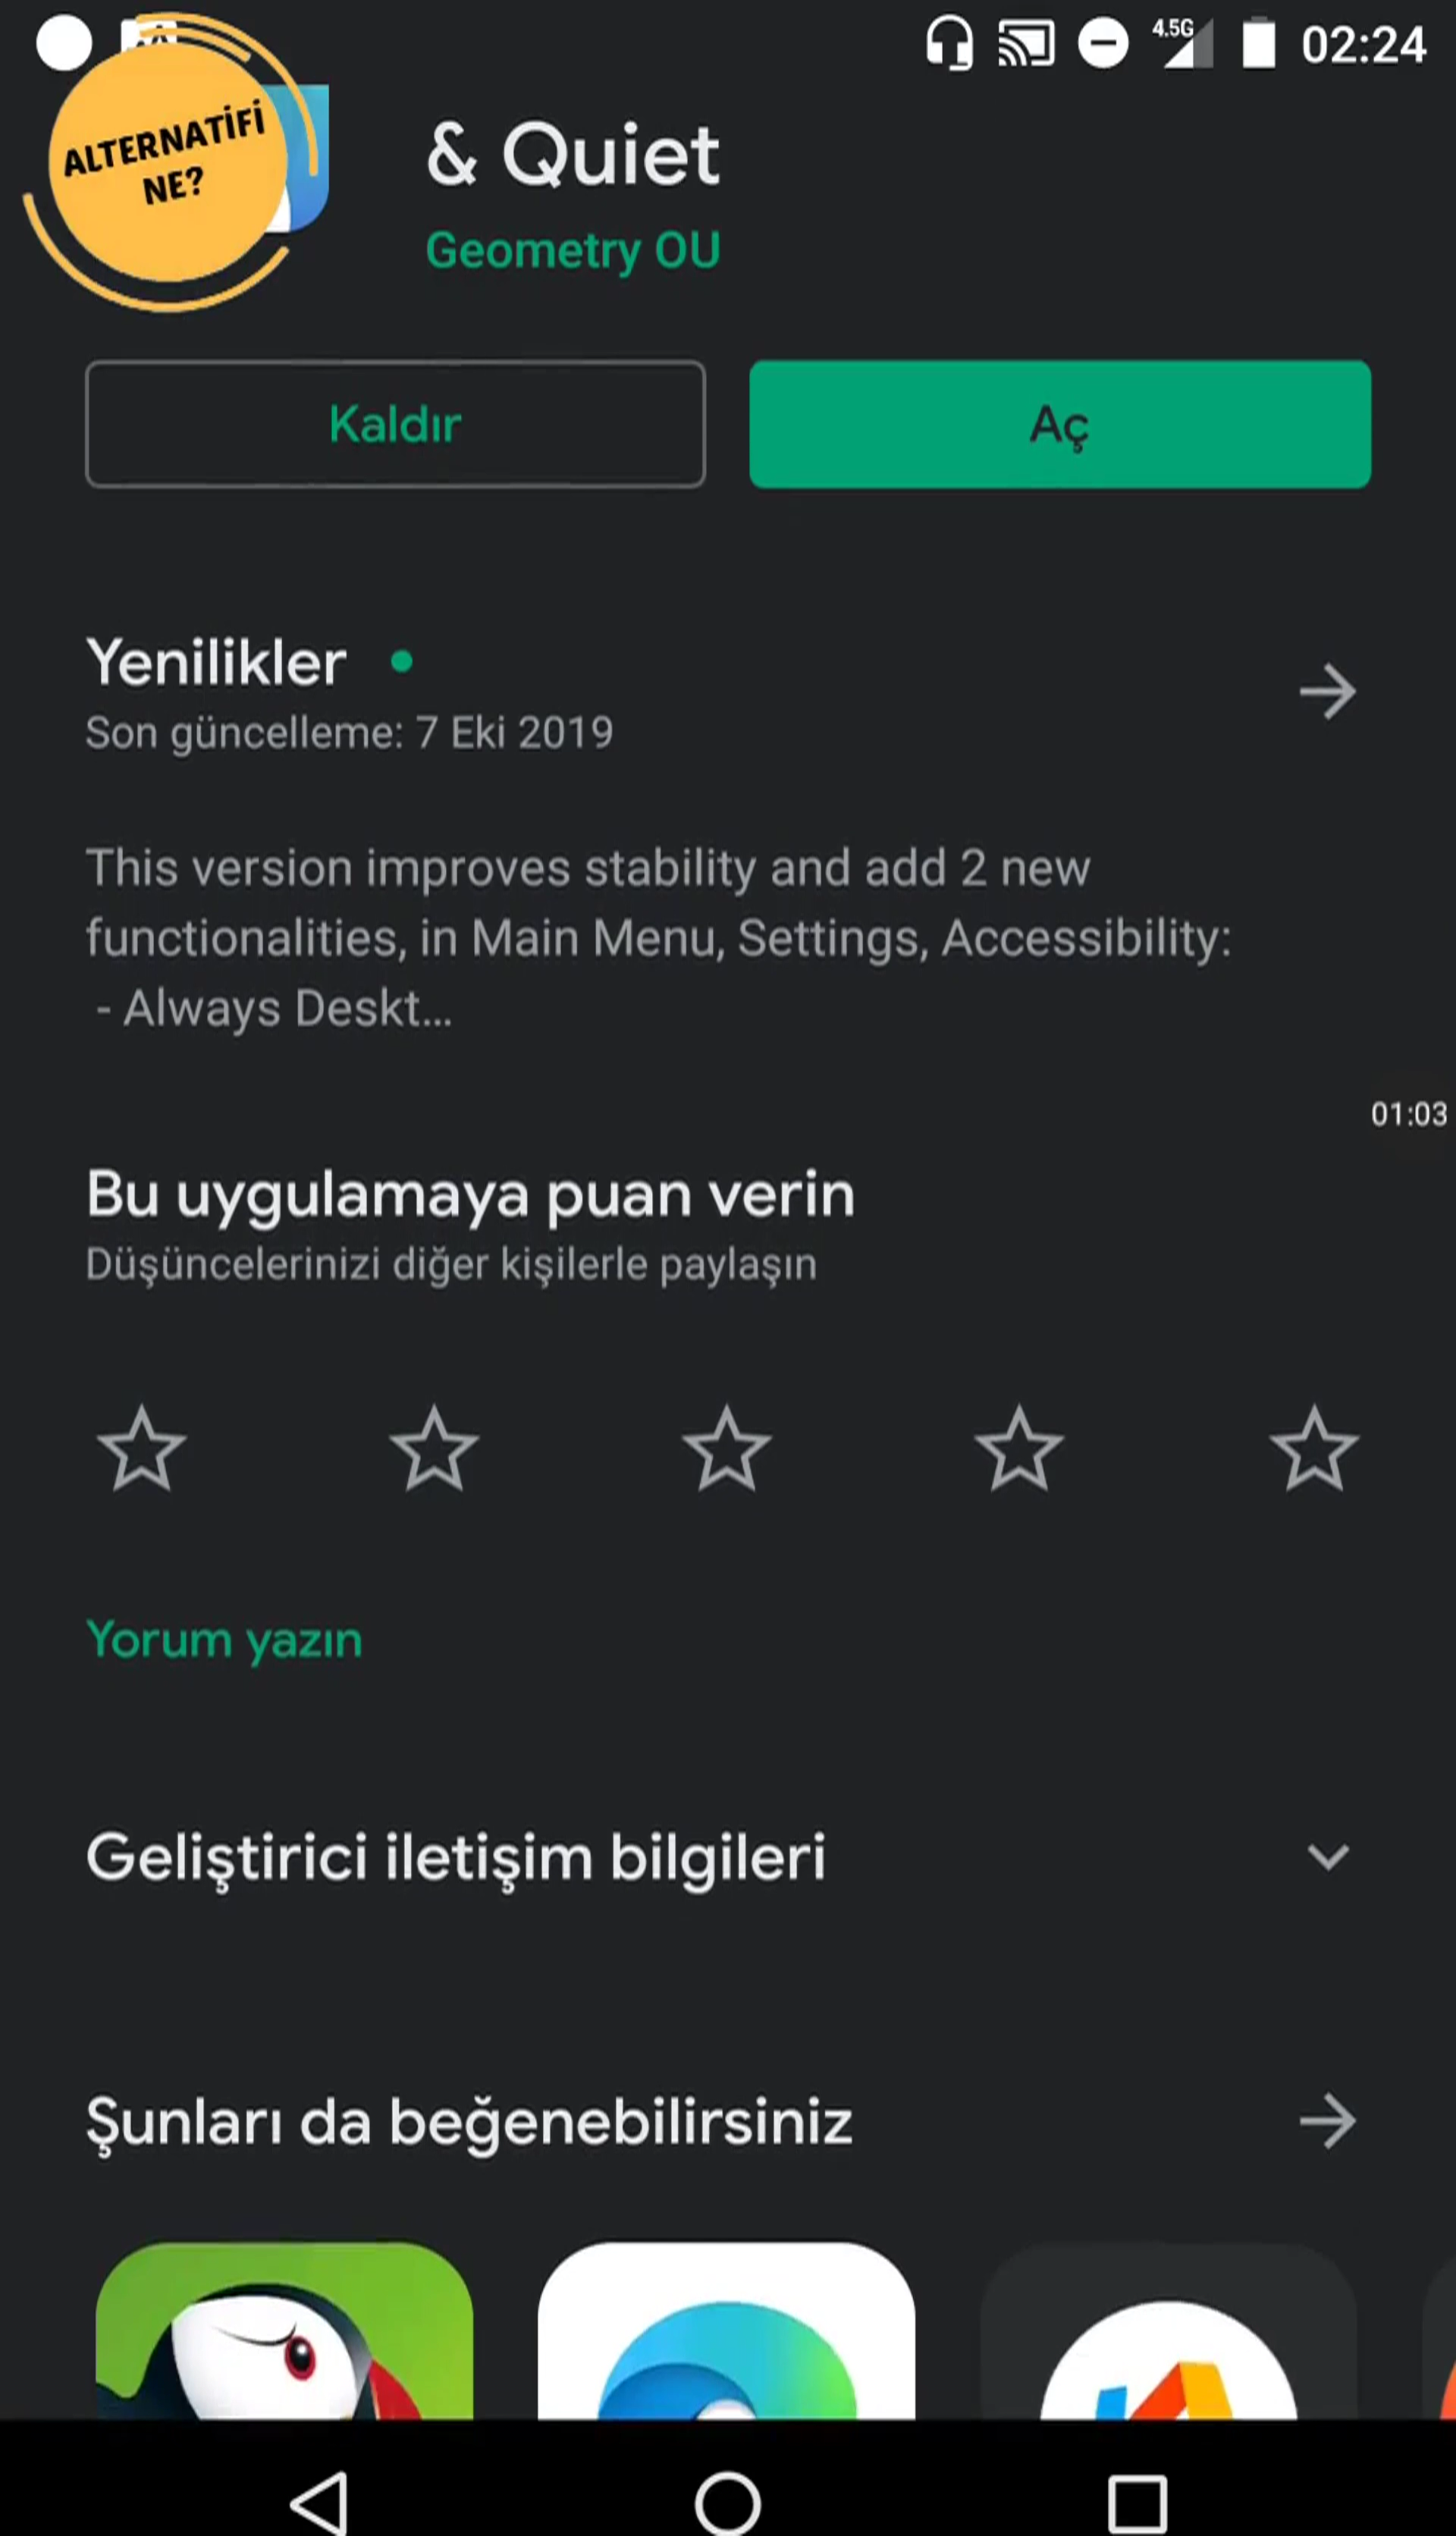 4.5G 02:24
ALTERNATİFİ
NE?
& Quiet
Geometry OU
Kaldır
Aç
Yenilikler
Son güncelleme: 7 Eki 2019
This version improves stability and add 2 new
functionalities, in Main Menu, Settings, Accessibility:
- Always Deskt...
01:03
Bu uygulamaya puan verin
Düşüncelerinizi diğer kişilerle paylaşın
Yorum yazın
Geliştirici iletişim bilgileri
Şunları da beğenebilirsiniz